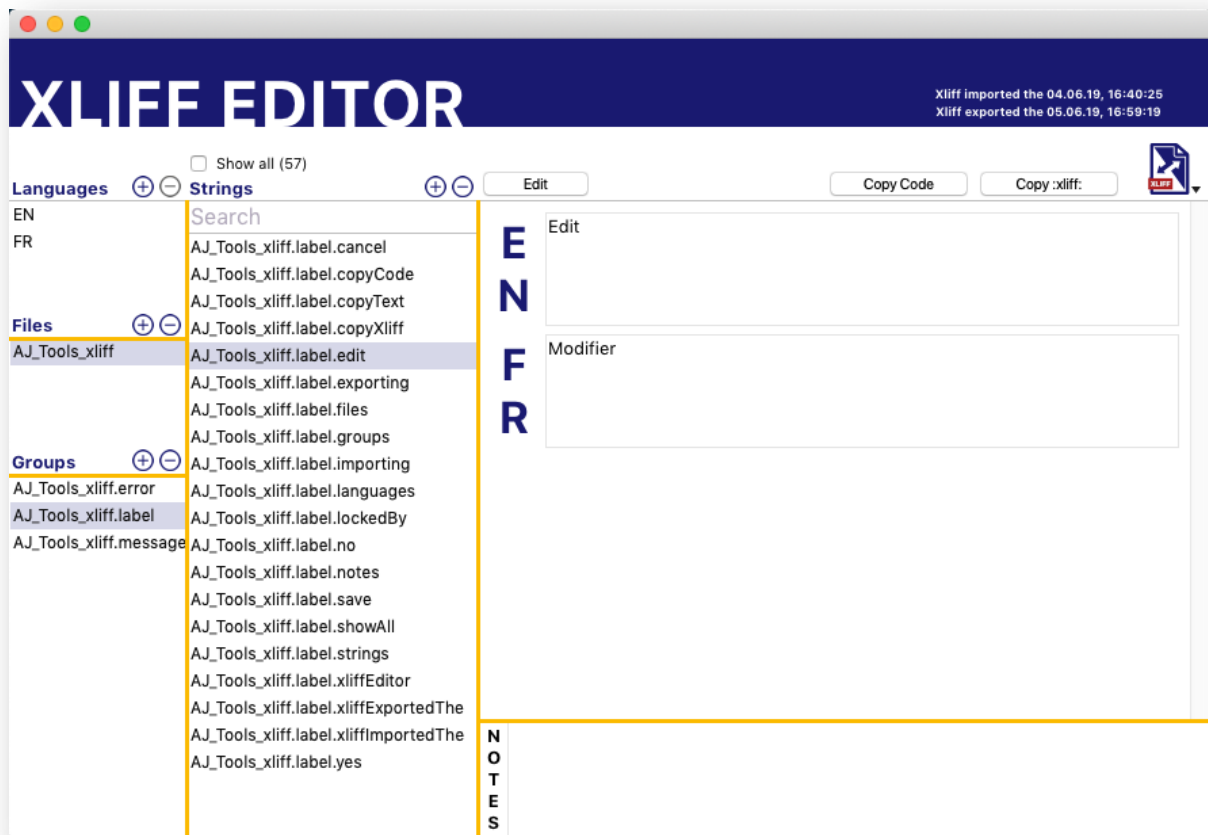 XLIFF EDITOR
Xliff imported the 04.06.19, 16:40:25
Xliff exported the 05.06.19, 16:59:19
Show all (57)
Languages
Strings
Edit
Copy Code
Copy :xliff:
XLIFF
EN
FR
Files
AJ_Tools_xliff
Groups
AJ_Tools_xliff.error
AJ_Tools_xliff.label
AJ_Tools_xliff.message
Search
AJ_Tools_xliff.label.cancel
AJ_Tools_xliff.label.copyCode
AJ_Tools_xliff.label.copyText
AJ_Tools_xliff.label.copyXliff
AJ_Tools_xliff.label.edit
AJ_Tools_xliff.label.exporting
AJ_Tools_xliff.label.files
AJ_Tools_xliff.label.groups
AJ_Tools_xliff.label.importing
AJ_Tools_xliff.label.languages
AJ_Tools_xliff.label.lockedBy
AJ_Tools_xliff.label.no
AJ_Tools_xliff.label.notes
AJ_Tools_xliff.label.save
AJ_Tools_xliff.label.showAll
AJ_Tools_xliff.label.strings
AJ_Tools_xliff.label.xliffEditor
AJ_Tools_xliff.label.xliffExportedThe
AJ_Tools_xliff.label.xliffImportedThe
AJ_Tools_xliff.label.yes
EN
Edit
FR
Modifier
NOTES